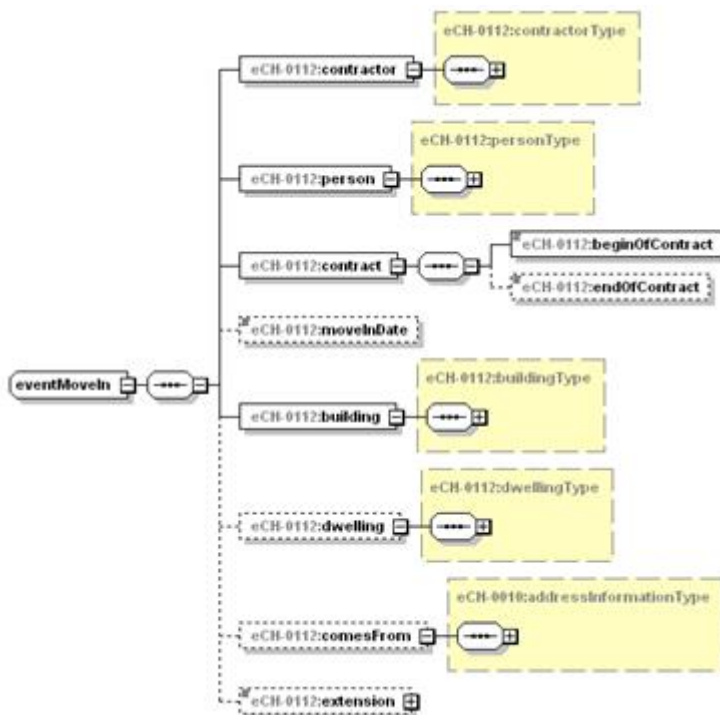 eCH-0112:contractorType
eCH-0112:contractor
eCH-0112:personType
eCH-0112:person
eCH-0112:beginOfContract
eCH-0112:contract
eCH-0112:endOfContract
eCH-0112:moveInDate
eCH-0112:buildingType
eventMoveIn
eCH-0112:building
eCH-0112:dwellingType
eCH-0112:dwelling
eCH-0010:addressInformationType
eCH-0112:comesFrom
eCH-0112:extension